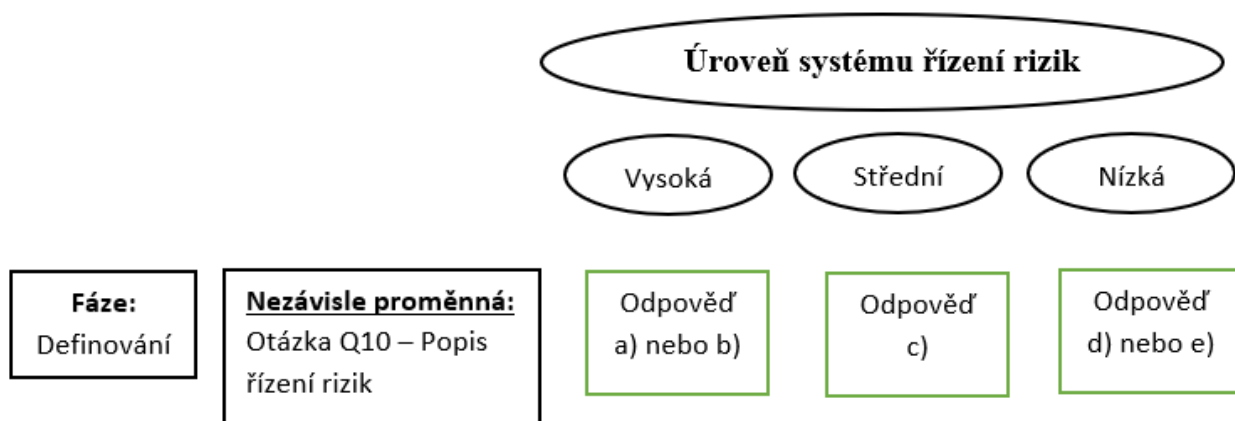 Úroveň systému řízení rizik
Vysoká
Střední
Nízká
Fáze:
Definování
Nezávisle proměnná:
Otázka Q10 – Popis
řízení rizik
Odpověď
a) nebo b)
Odpověď
c)
Odpověď
d) nebo e)